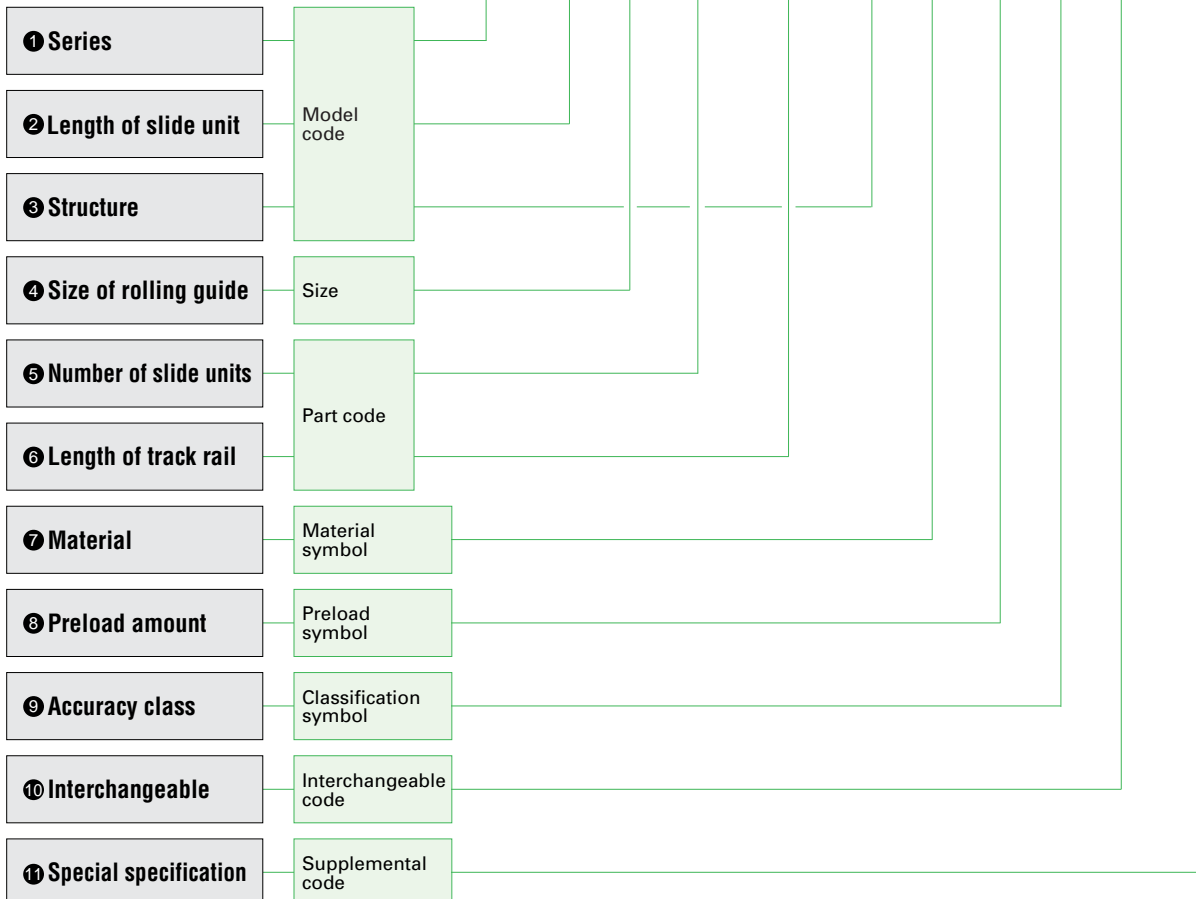 ❶Series
❷Length of slide unit
Model
code
❸Structure
❹Size of rolling guide
Size
❺Number of slide units
Part code
❻Length of track rail
❼Material
Material
symbol
❽Preload amount
Preload
symbol
❾Accuracy class
Classification
symbol
❿Interchangeable
Interchangeable
code
⓫Special specification
Supplemental
code